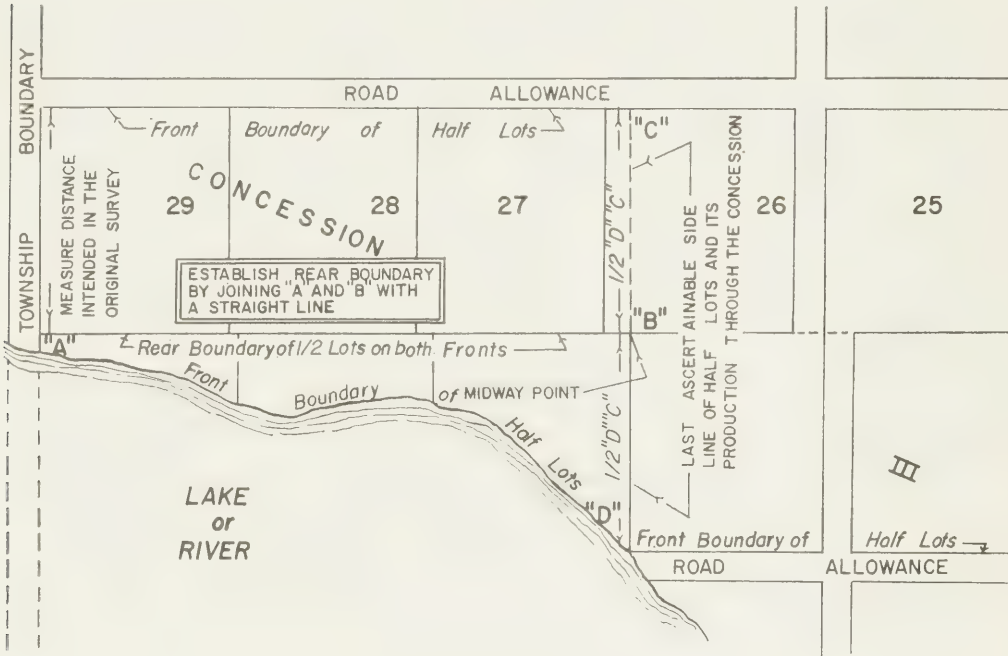 TOWNSHIP BOUNDARY
ROAD ALLOWANCE
Front Boundary of Half Lots
MEASURE DISTANCE
INTENDED IN THE
ORIGINAL SURVEY
CONCESSION
29
28
27
26
25
"C"
1/2 "D" "C"
"B"
LAST ASCERTAINABLE SIDE
LINE OF HALF LOTS AND ITS
PRODUCTION THROUGH THE CONCESSION
ESTABLISH REAR BOUNDARY
BY JOINING "A" AND "B" WITH
A STRAIGHT LINE
"A"
Rear Boundary of 1/2 Lots on both Fronts
Front Boundary of Half Lots
MIDWAY POINT
1/2 "D" "C"
III
LAKE
or
RIVER
"D"
Front Boundary of Half Lots
ROAD ALLOWANCE